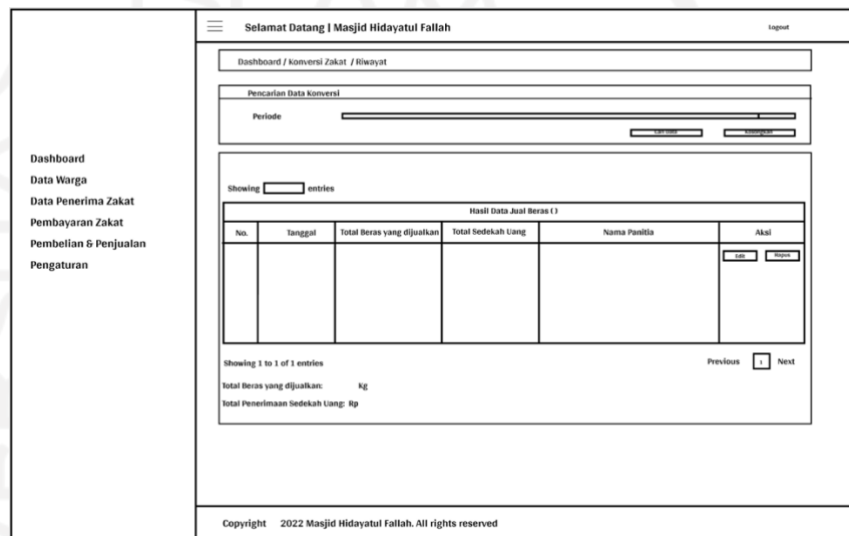 Selamat Datang | Masjid Hidayatul Fallah
Logout
Dashboard / Konversi Zakat / Riwayat
Pencarian Data Konversi
Periode
Dashboard
Data Warga
Data Penerima Zakat
Pembayaran Zakat
Pembelian & Penjualan
Pengaturan
Showing entries
Hasil Data Jual Beras ( )
No. Tanggal Total Beras yang dijualkan Total Sedekah Uang Nama Panitia Aksi
Edit Hapus
Showing 1 to 1 of 1 entries
Previous 1 Next
Total Beras yang dijualkan: Kg
Total Penerimaan Sedekah Uang: Rp
Copyright 2022 Masjid Hidayatul Fallah. All rights reserved